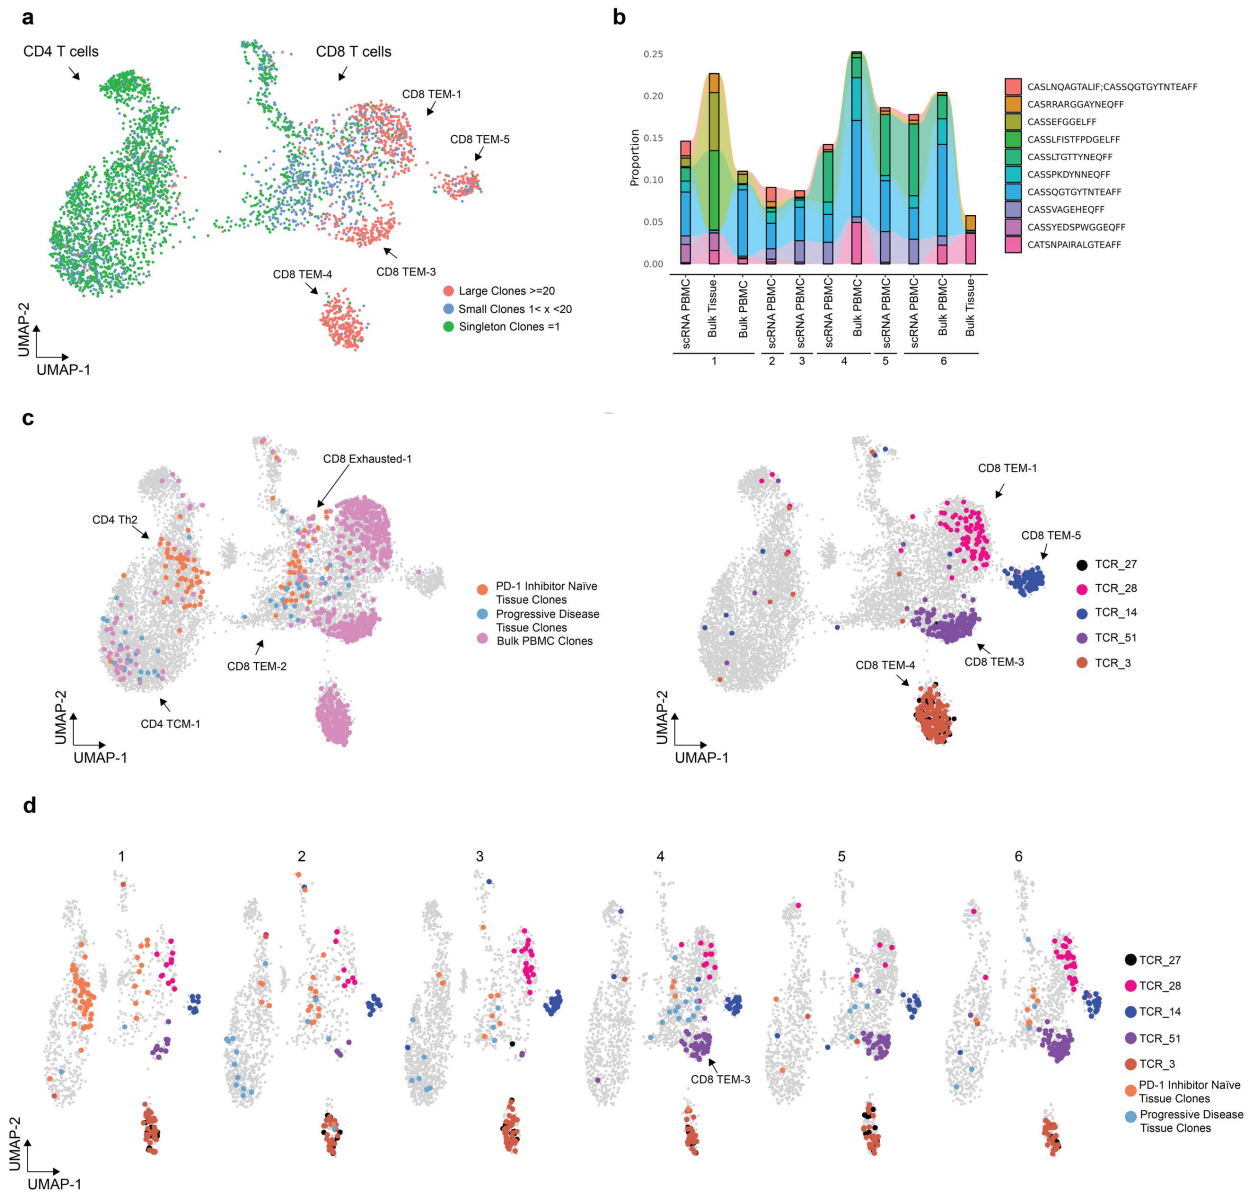 a
CD4 T cells
CD8 T cells
CD8 TEM-1
CD8 TEM-5
CD8 TEM-3
CD8 TEM-4
Large Clones >=20
Small Clones 1< x <20
Singleton Clones =1
UMAP-2
UMAP-1
b
Proportion
0.25
0.20
0.15
0.10
0.05
0.00
scRNA PBMC
Bulk Tissue
Bulk PBMC
scRNA PBMC
scRNA PBMC
scRNA PBMC
Bulk PBMC
scRNA PBMC
scRNA PBMC
Bulk PBMC
Bulk Tissue
1
2
3
4
5
6
CASLNQAGTALIF;CASSQGTGYTNTEAFF
CASRRARGGAYNEQFF
CASSEFGGELFF
CASSLFISTFPDGELFF
CASSLTGTTYNEQFF
CASSPKDYNNEQFF
CASSQGTGYTNTEAFF
CASSVAGEHEQFF
CASSYEDSPWGGEQFF
CATSNPAIRALGTEAFF
c
CD8 Exhausted-1
CD4 Th2
CD8 TEM-2
CD4 TCM-1
PD-1 Inhibitor Naïve
Tissue Clones
Progressive Disease
Tissue Clones
Bulk PBMC Clones
UMAP-2
UMAP-1
CD8 TEM-1
CD8 TEM-5
CD8 TEM-4
CD8 TEM-3
TCR_27
TCR_28
TCR_14
TCR_51
TCR_3
UMAP-2
UMAP-1
d
1
2
3
4
5
6
CD8 TEM-3
TCR_27
TCR_28
TCR_14
TCR_51
TCR_3
PD-1 Inhibitor Naïve
Tissue Clones
Progressive Disease
Tissue Clones
UMAP-2
UMAP-1